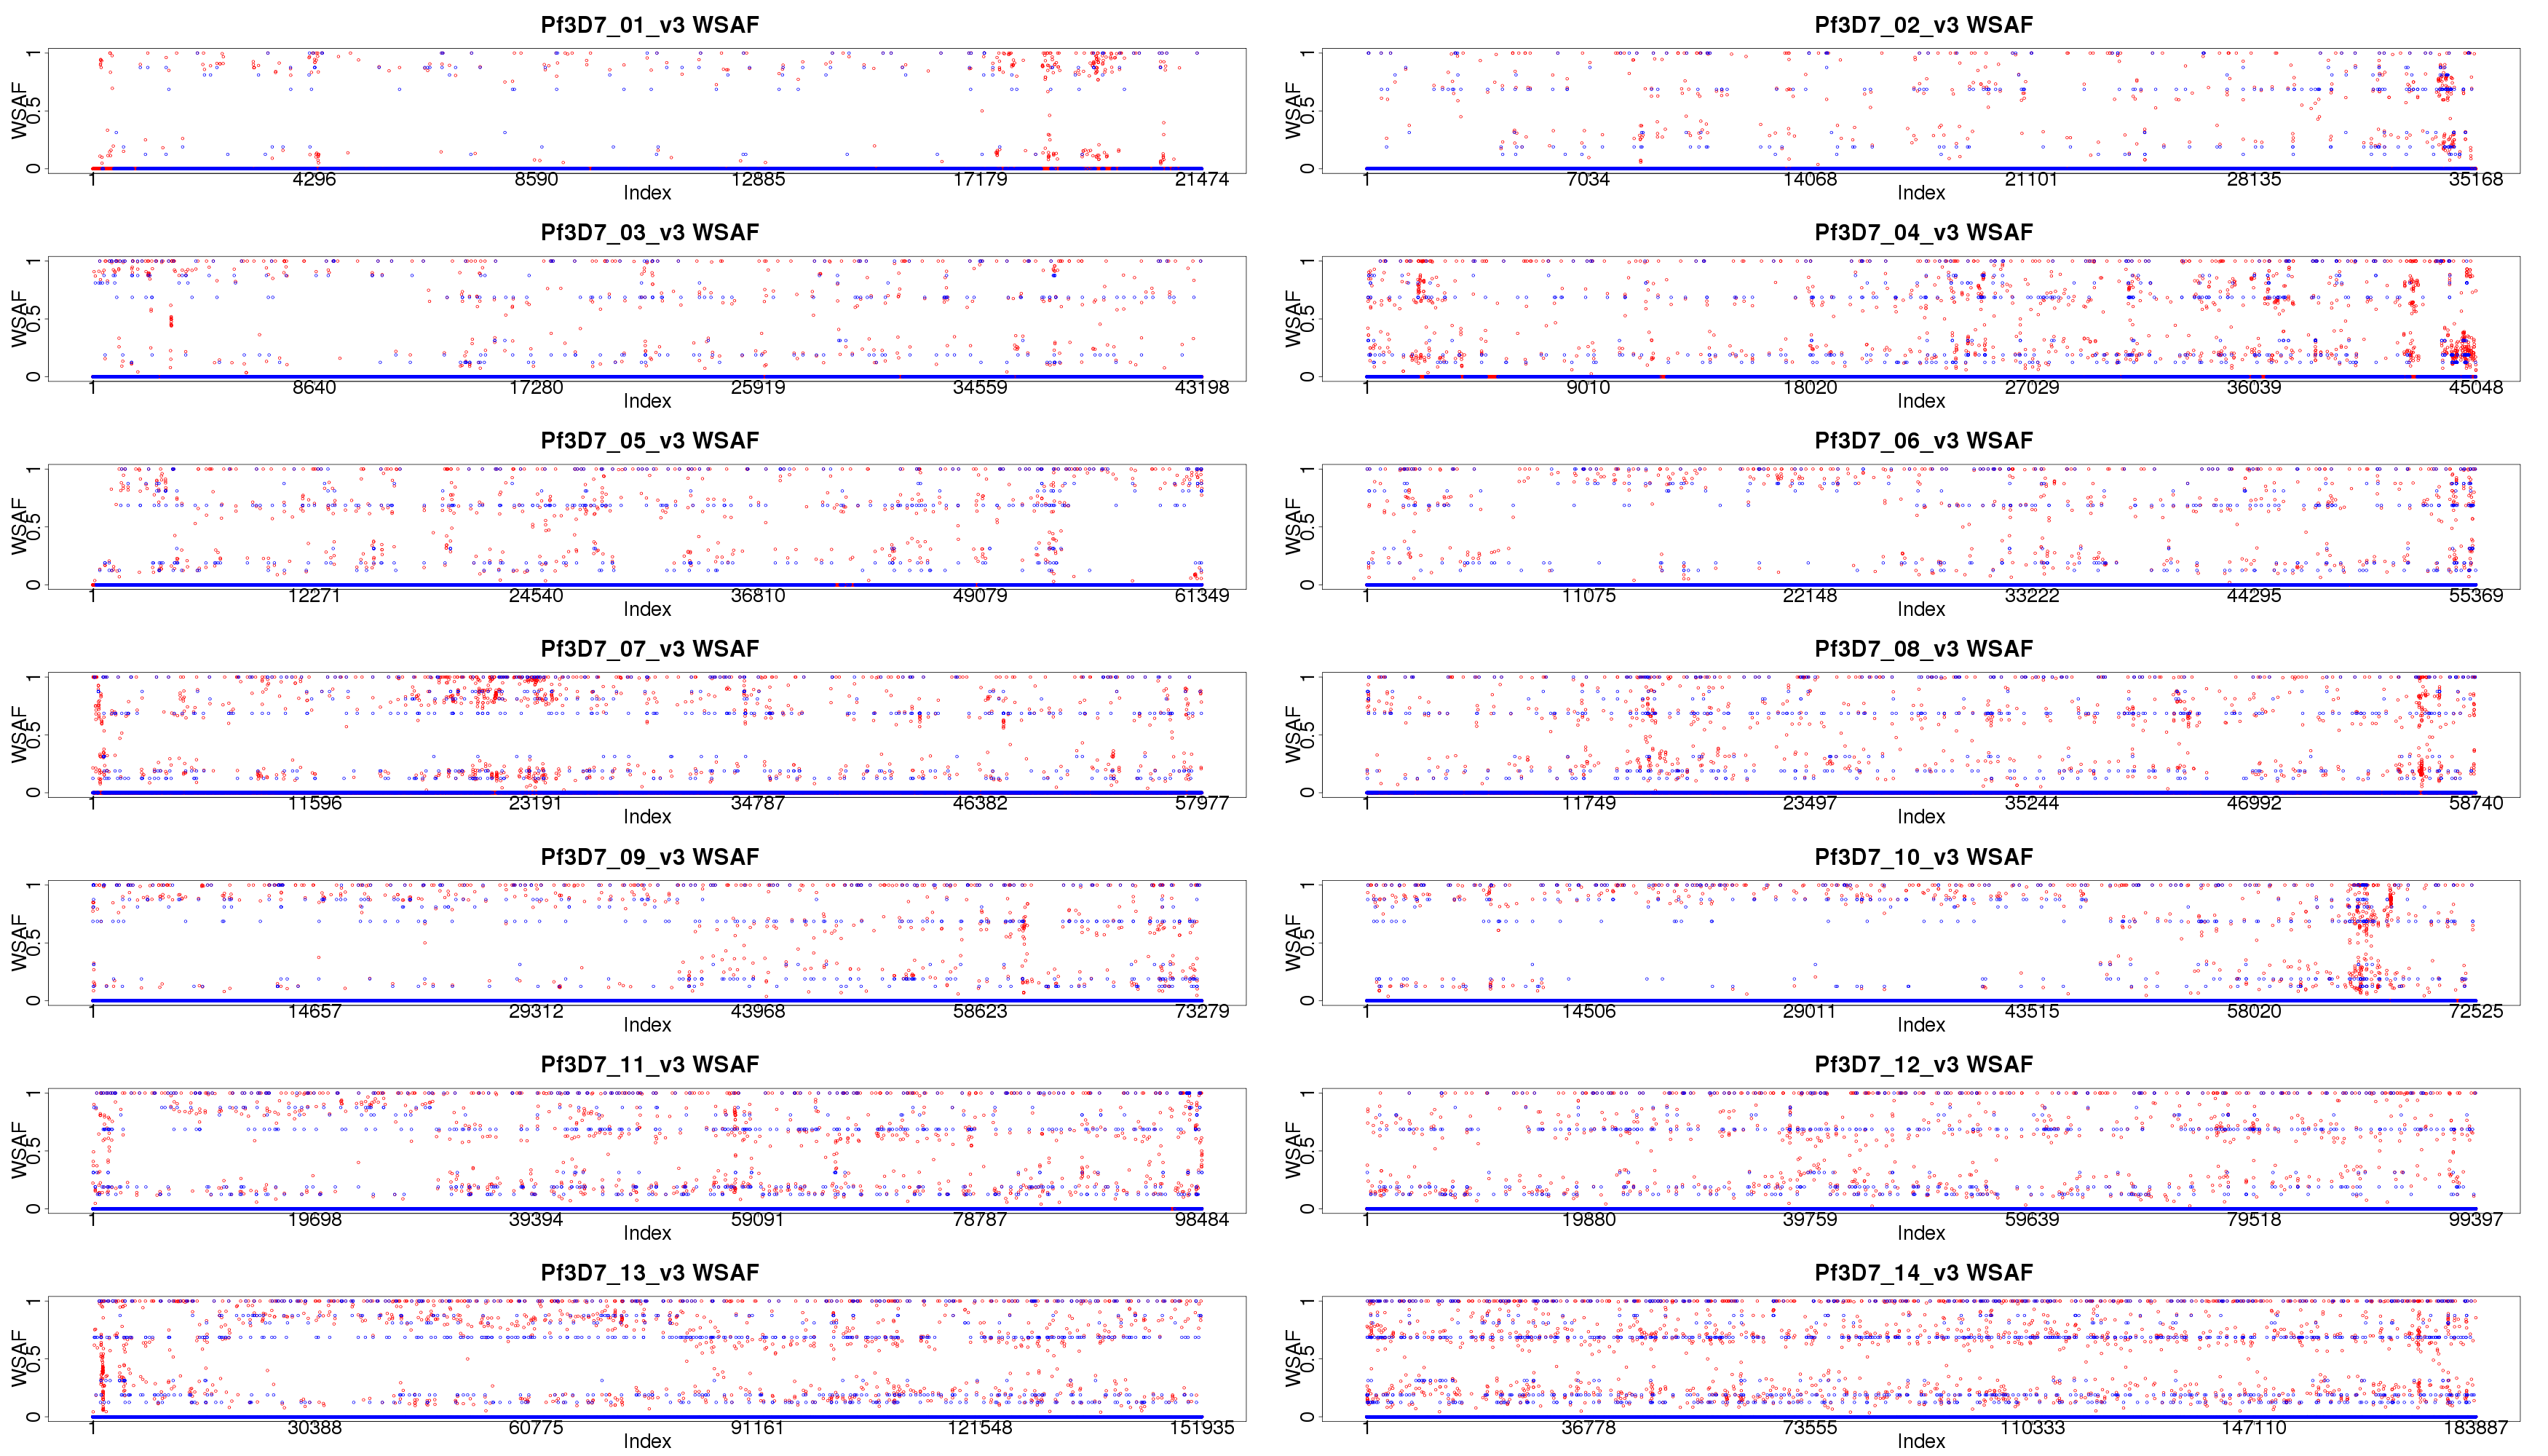 Pf3D7_01_v3 WSAF
WSAF
0 0.5 1
1 4296 8590 12885 17179 21474
Index
Pf3D7_02_v3 WSAF
WSAF
0 0.5 1
1 7034 14068 21101 28135 35168
Index
Pf3D7_03_v3 WSAF
WSAF
0 0.5 1
1 8640 17280 25919 34559 43198
Index
Pf3D7_04_v3 WSAF
WSAF
0 0.5 1
1 9010 18020 27029 36039 45048
Index
Pf3D7_05_v3 WSAF
WSAF
0 0.5 1
1 12271 24540 36810 49079 61349
Index
Pf3D7_06_v3 WSAF
WSAF
0 0.5 1
1 11075 22148 33222 44295 55369
Index
Pf3D7_07_v3 WSAF
WSAF
0 0.5 1
1 11596 23191 34787 46382 57977
Index
Pf3D7_08_v3 WSAF
WSAF
0 0.5 1
1 11749 23497 35244 46992 58740
Index
Pf3D7_09_v3 WSAF
WSAF
0 0.5 1
1 14657 29312 43968 58623 73279
Index
Pf3D7_10_v3 WSAF
WSAF
0 0.5 1
1 14506 29011 43515 58020 72525
Index
Pf3D7_11_v3 WSAF
WSAF
0 0.5 1
1 19698 39394 59091 78787 98484
Index
Pf3D7_12_v3 WSAF
WSAF
0 0.5 1
1 19880 39759 59639 79518 99397
Index
Pf3D7_13_v3 WSAF
WSAF
0 0.5 1
1 30388 60775 91161 121548 151935
Index
Pf3D7_14_v3 WSAF
WSAF
0 0.5 1
1 36778 73555 110333 147110 183887
Index